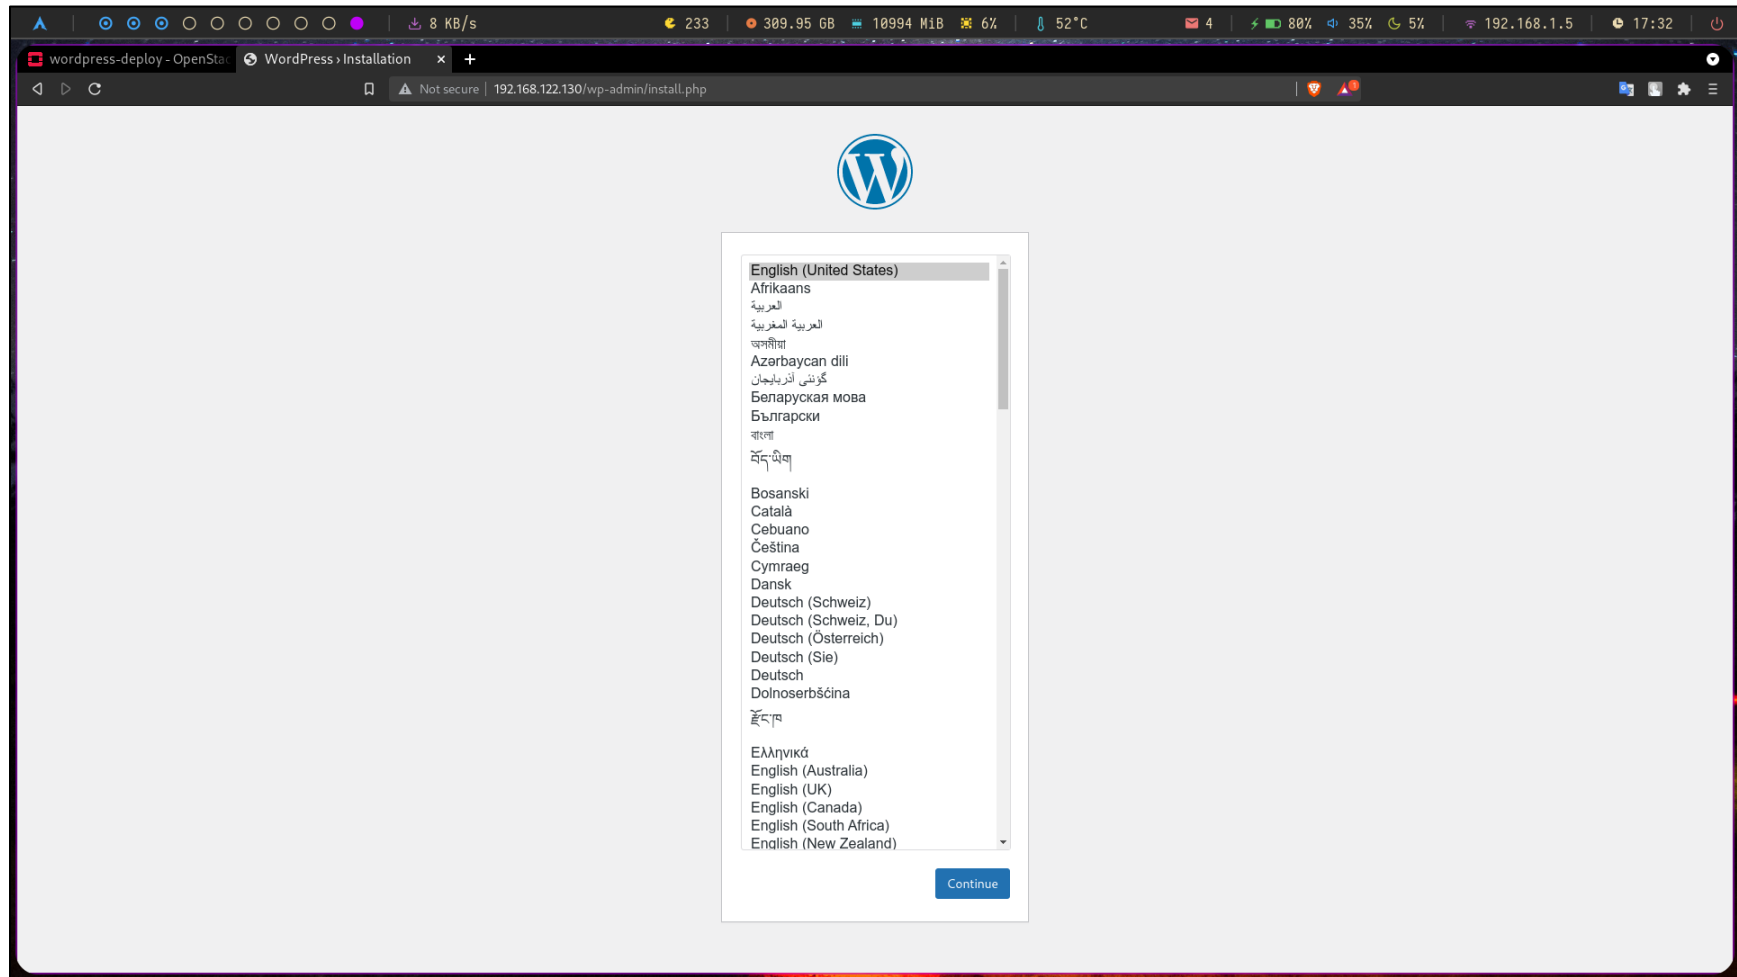 8 KB/s 233 309.95 GB 10994 MiB 6% 52°C 4 80% 35% 5% 192.168.1.5 17:32
wordpress-deploy - OpenStac WordPress › Installation
Not secure 192.168.122.130/wp-admin/install.php
English (United States)
Afrikaans
العربية
العربية المغربية
অসমীয়া
Azərbaycan dili
گؤنئی آذربایجان
Беларуская мова
Български
বাংলা
བོད་ཡིག
Bosanski
Català
Cebuano
Čeština
Cymraeg
Dansk
Deutsch (Schweiz)
Deutsch (Schweiz, Du)
Deutsch (Österreich)
Deutsch (Sie)
Deutsch
Dolnoserbšćina
རྫོང་ཁ
Ελληνικά
English (Australia)
English (UK)
English (Canada)
English (South Africa)
English (New Zealand)
Continue